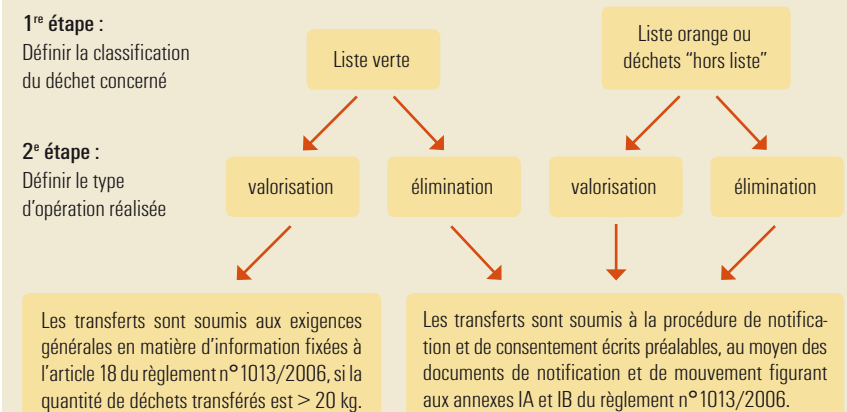 1re étape :
Définir la classification
du déchet concerné
Liste verte
Liste orange ou
déchets “hors liste”
2e étape :
Définir le type
d’opération réalisée
valorisation
élimination
valorisation
élimination
Les transferts sont soumis aux exigences
générales en matière d’information fixées à
l’article 18 du règlement n° 1013/2006, si la
quantité de déchets transférés est > 20 kg.
Les transferts sont soumis à la procédure de notifica-
tion et de consentement écrits préalables, au moyen des
documents de notification et de mouvement figurant
aux annexes IA et IB du règlement n° 1013/2006.